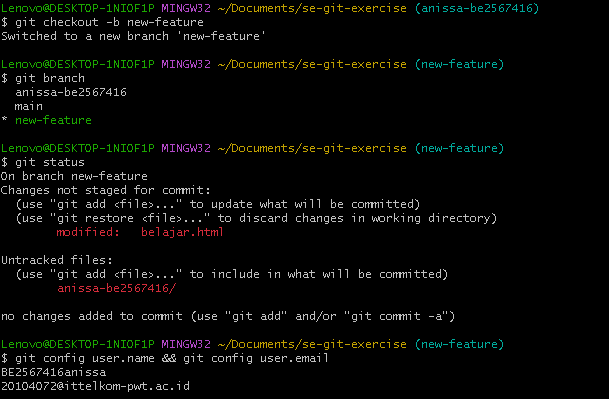 Lenovo@DESKTOP-1NIOF1P MINGW32 ~/Documents/se-git-exercise (anissa-be2567416)
$ git checkout -b new-feature
Switched to a new branch 'new-feature'
Lenovo@DESKTOP-1NIOF1P MINGW32 ~/Documents/se-git-exercise (new-feature)
$ git branch
  anissa-be2567416
  main
* new-feature
Lenovo@DESKTOP-1NIOF1P MINGW32 ~/Documents/se-git-exercise (new-feature)
$ git status
On branch new-feature
Changes not staged for commit:
  (use "git add <file>..." to update what will be committed)
  (use "git restore <file>..." to discard changes in working directory)
        modified:   belajar.html
Untracked files:
  (use "git add <file>..." to include in what will be committed)
        anissa-be2567416/
no changes added to commit (use "git add" and/or "git commit -a")
Lenovo@DESKTOP-1NIOF1P MINGW32 ~/Documents/se-git-exercise (new-feature)
$ git config user.name && git config user.email
BE2567416anissa
20104072@ittelkom-pwt.ac.id